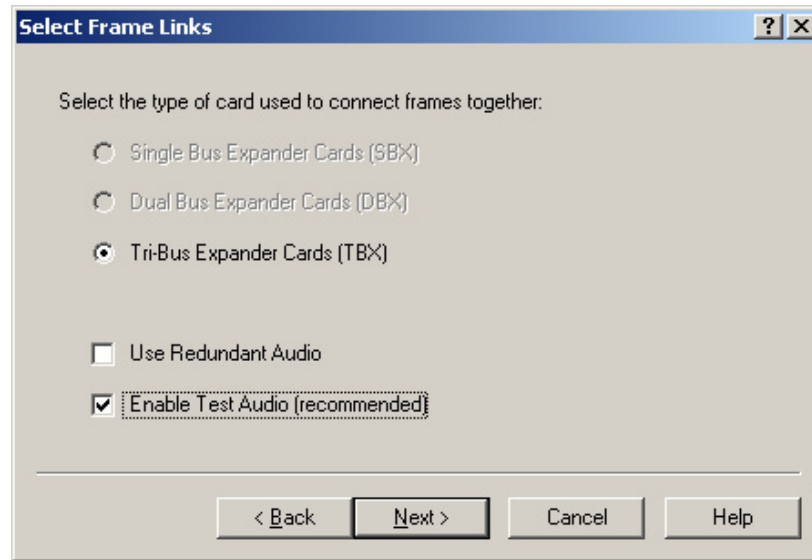 Select Frame Links
?
Select the type of card used to connect frames together:
Single Bus Expander Cards (SBX)
Dual Bus Expander Cards (DBX)
Tri-Bus Expander Cards (TBX)
Use Redundant Audio
Enable Test Audio (recommended)
< Back Next > Cancel Help